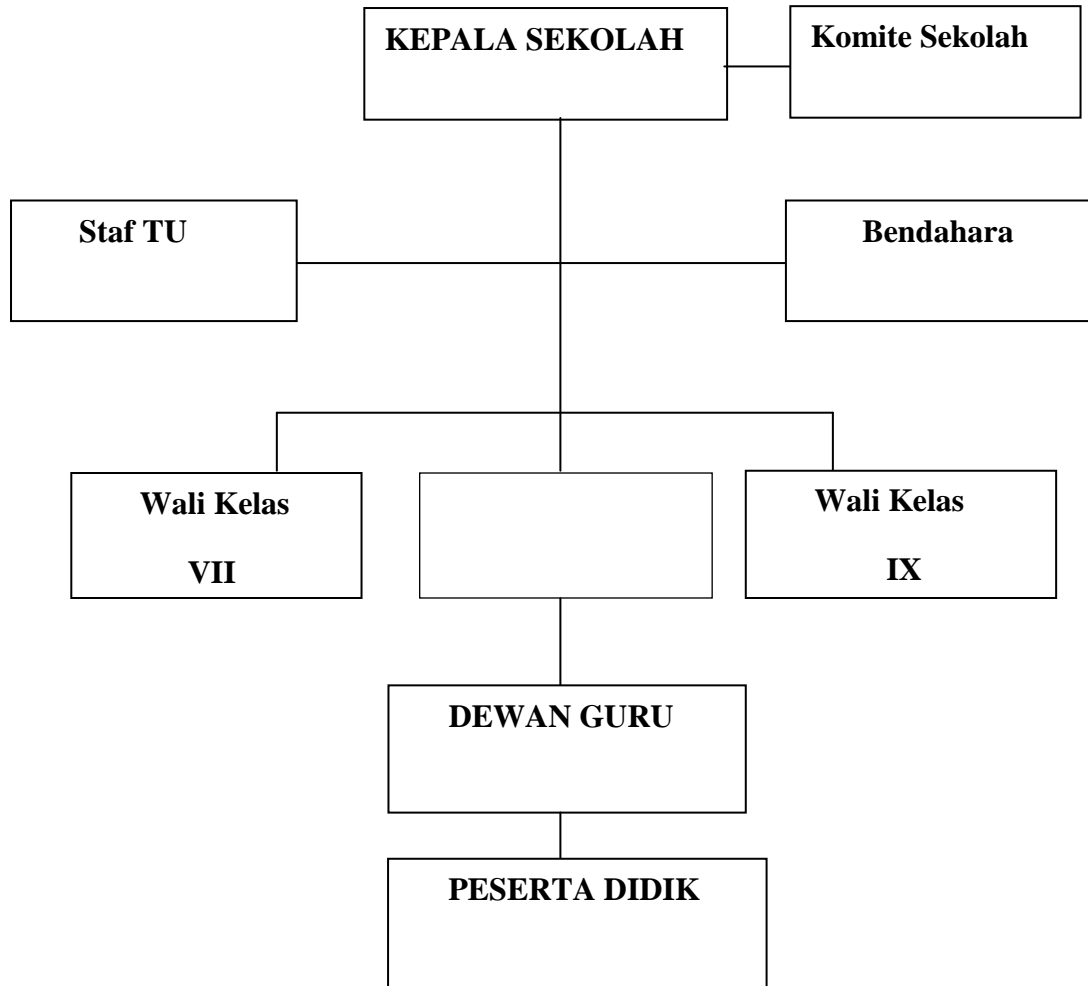 KEPALA SEKOLAH
Komite Sekolah
Staf TU
Bendahara
Wali Kelas
VII
Wali Kelas
IX
DEWAN GURU
PESERTA DIDIK